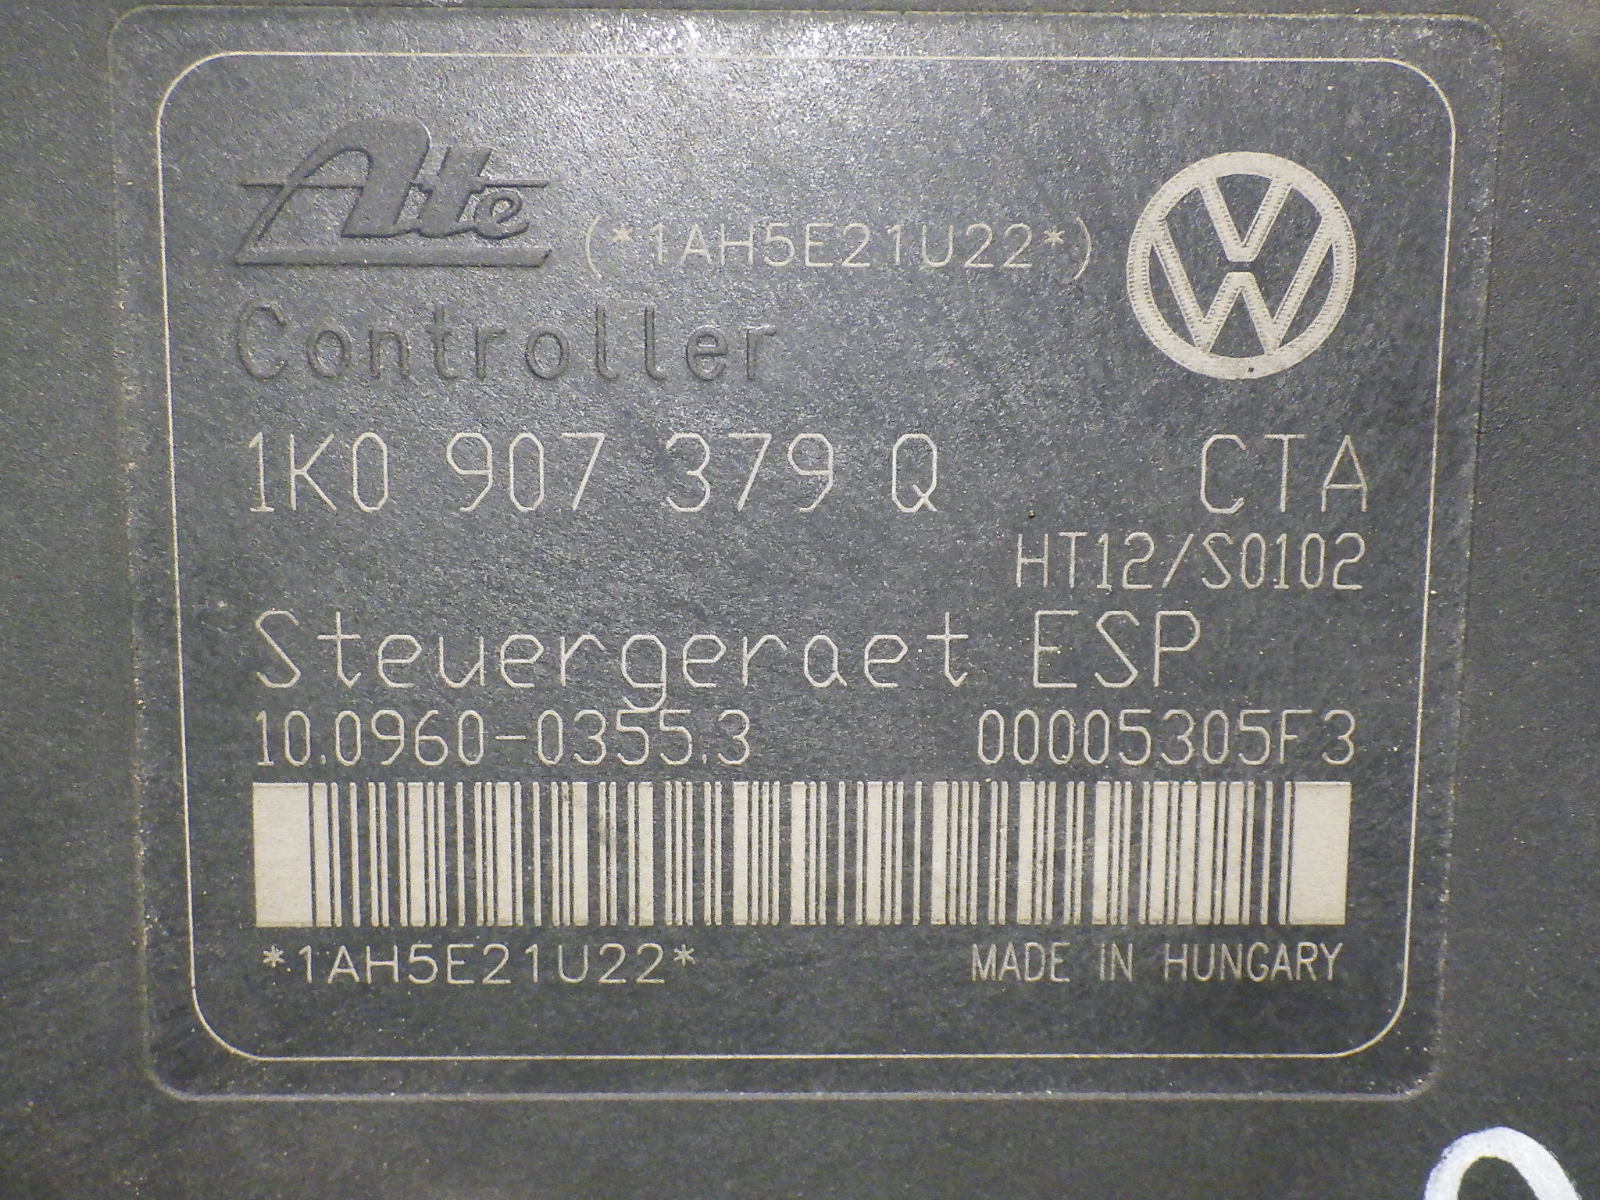 Ate (*1AH5E21U22*)
Controller
1K0 907 379 Q CTA
HT12/S0102
Steuergeraet ESP
10.0960-0355.3 00005305F3
*1AH5E21U22* MADE IN HUNGARY